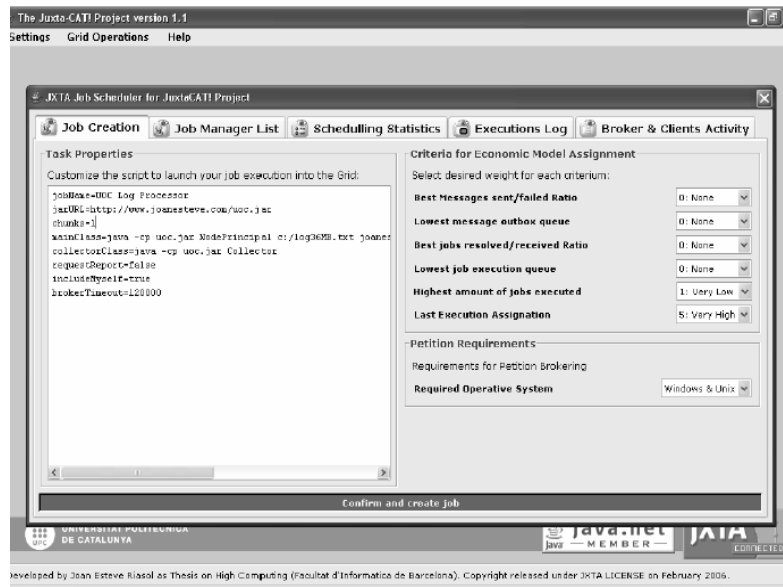 The Juxta-CAT! Project version 1.1
Settings Grid Operations Help
JXTA Job Scheduler for JuxtaCAT! Project
Job Creation Job Manager List Schedulling Statistics Executions Log Broker & Clients Activity
Task Properties
Customize the script to launch your job execution into the Grid:
jobName=UOC Log Processor
jarURL=http://www.joanesteve.com/uoc.jar
chunks=1
mainClass=java -cp uoc.jar NodePrincipal c:/log36MB.txt joanes
collectorClass=java -cp uoc.jar Collector
requestReport=false
includeMyself=true
brokerTimeout=120000
Criteria for Economic Model Assignment
Select desired weight for each criterium:
Best Messages sent/failed Ratio 0: None
Lowest message outbox queue 0: None
Best jobs resolved/received Ratio 0: None
Lowest job execution queue 0: None
Highest amount of jobs executed 1: Very Low
Last Execution Assignation 5: Very High
Petition Requirements
Requirements for Petition Brokering
Required Operative System Windows & Unix
Confirm and create job
UPC UNIVERSITAT POLITECNICA
DE CATALUNYA
Java java.net
MEMBER
JXTA
CONNECTED
Developed by Joan Esteve Riasol as Thesis on High Computing (Facultat d'Informatica de Barcelona). Copyright released under JXTA LICENSE on February 2006.